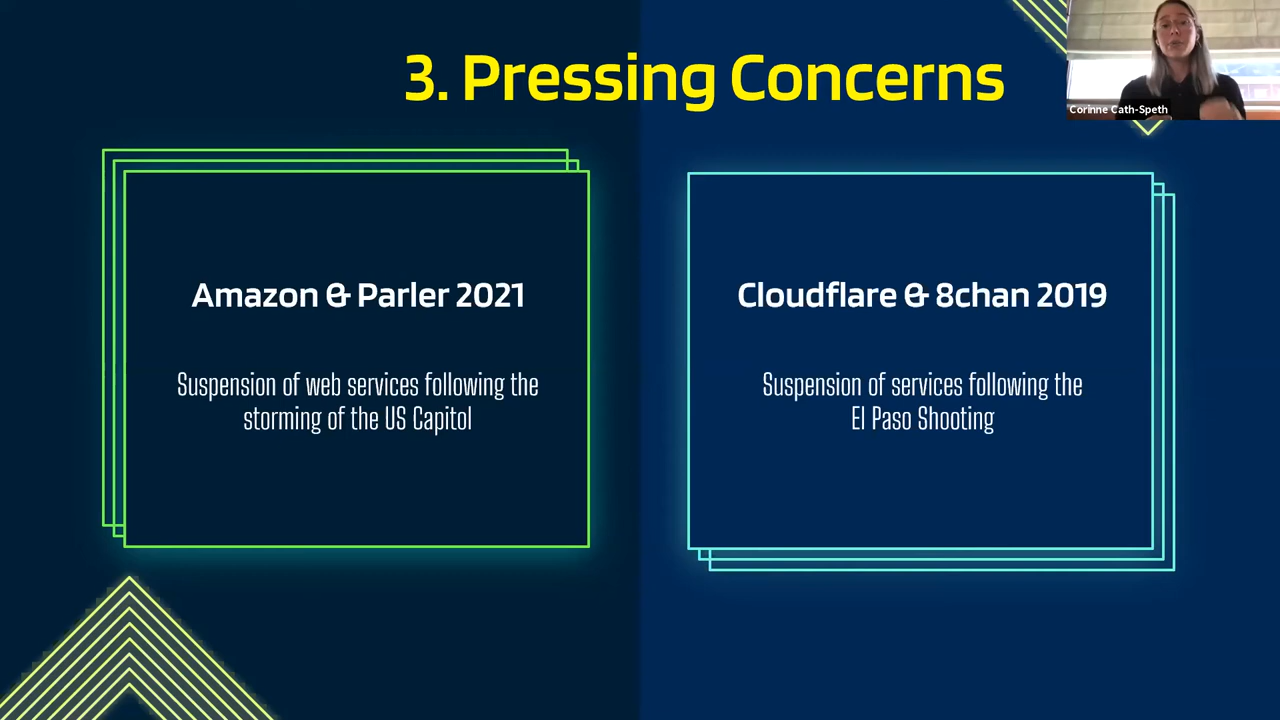 3. Pressing Concerns
Corinne Cath-Speth
Amazon & Parler 2021
Suspension of web services following the
storming of the US Capitol
Cloudflare & 8chan 2019
Suspension of services following the
El Paso Shooting